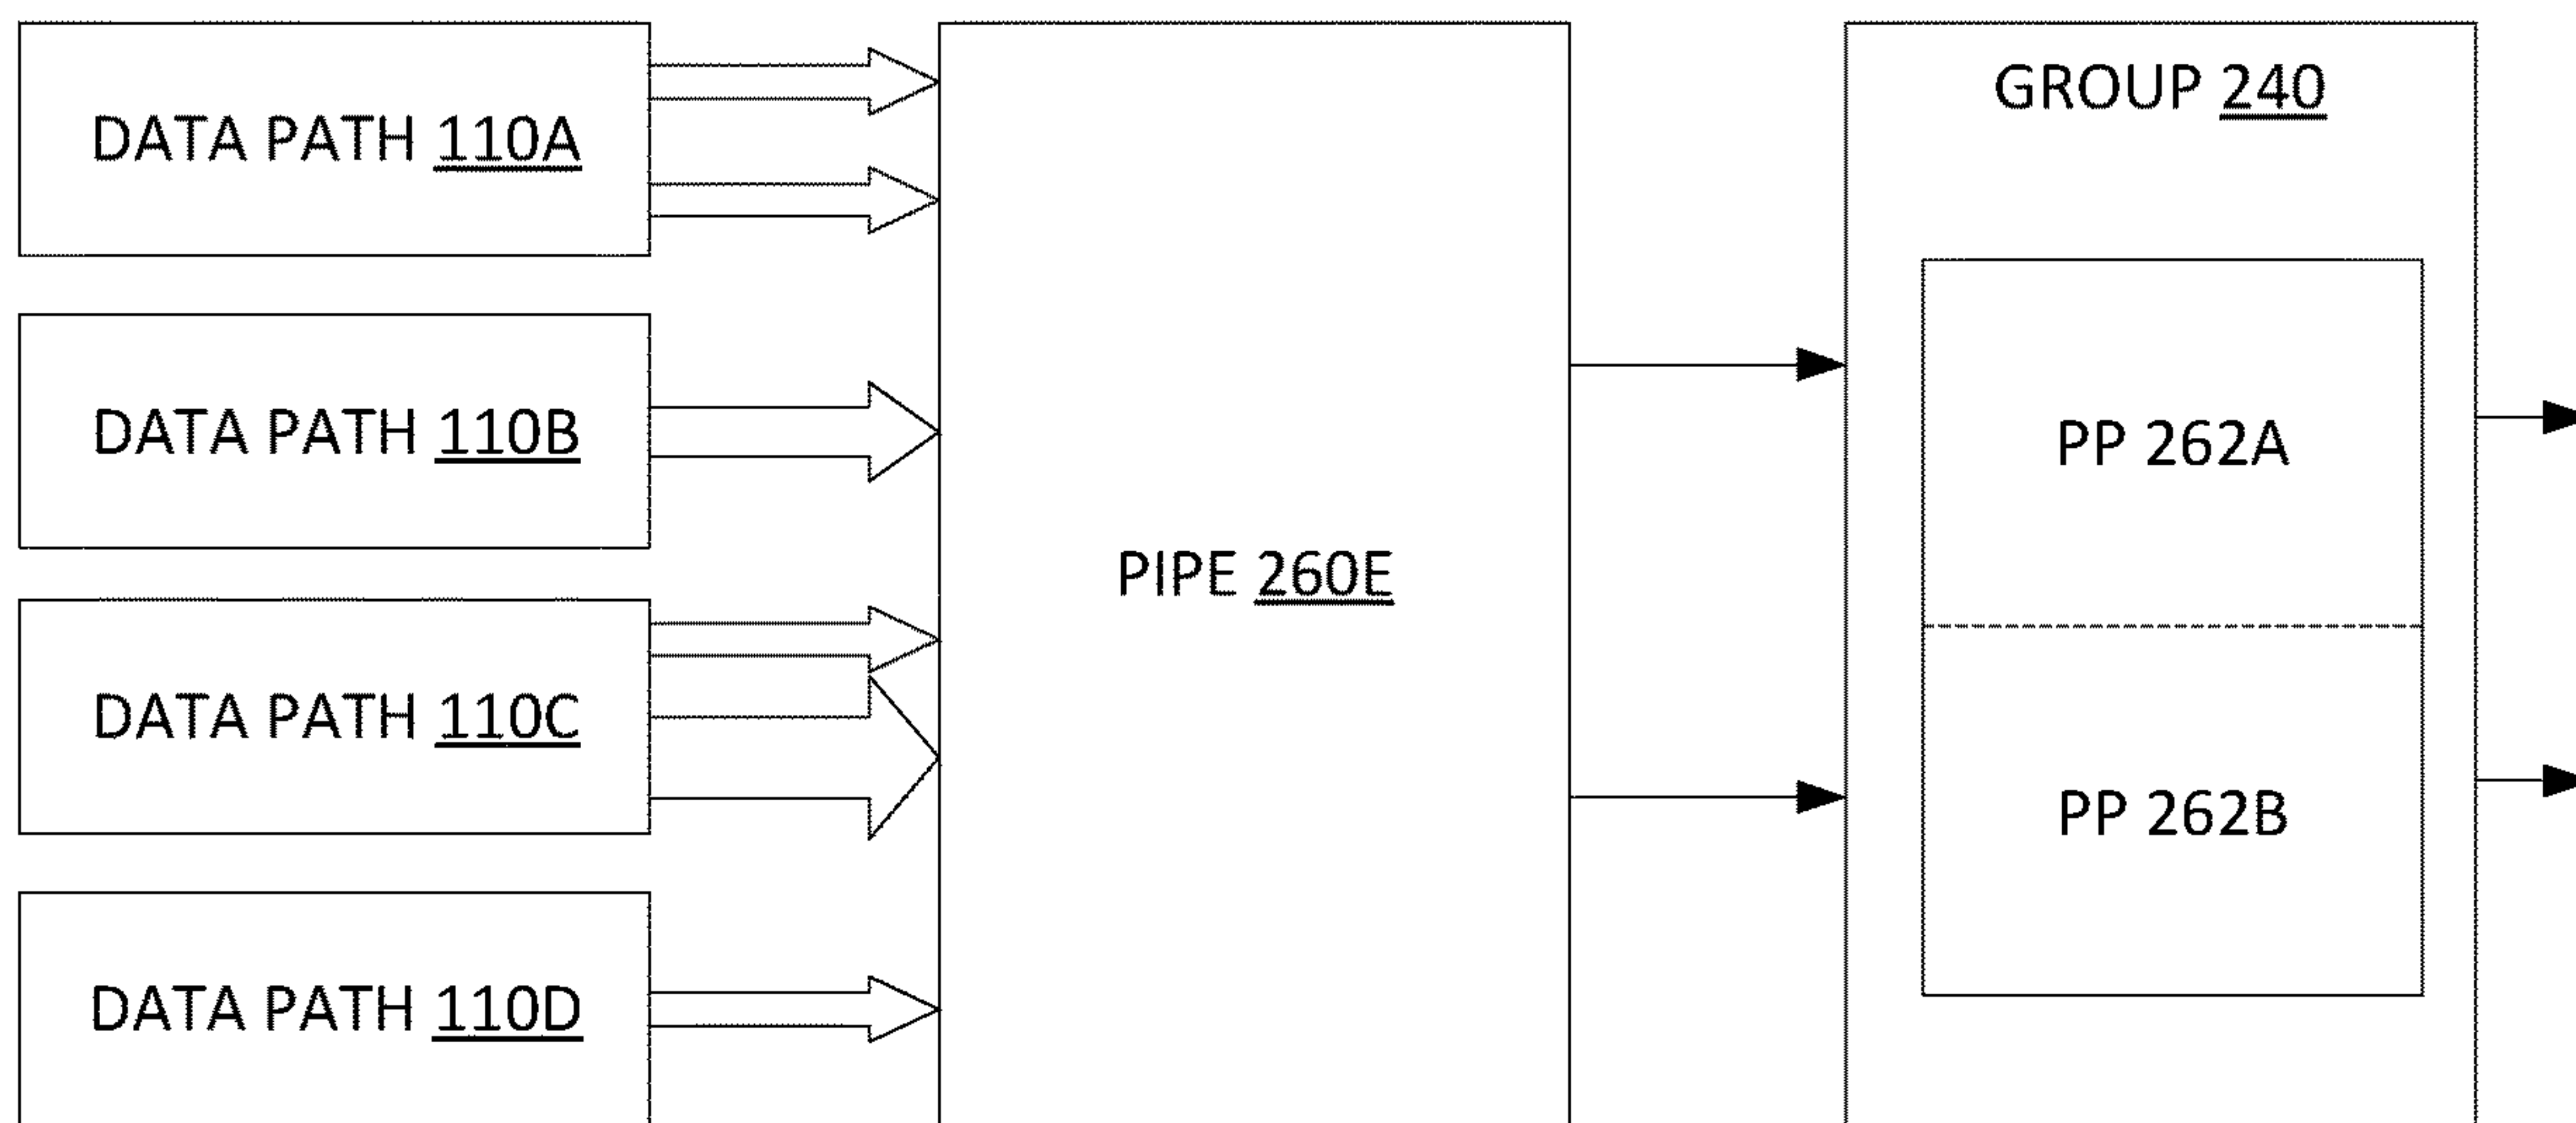 DATA PATH 110A
DATA PATH 110B
DATA PATH 110C
DATA PATH 110D
PIPE 260E
GROUP 240
PP 262A
PP 262B